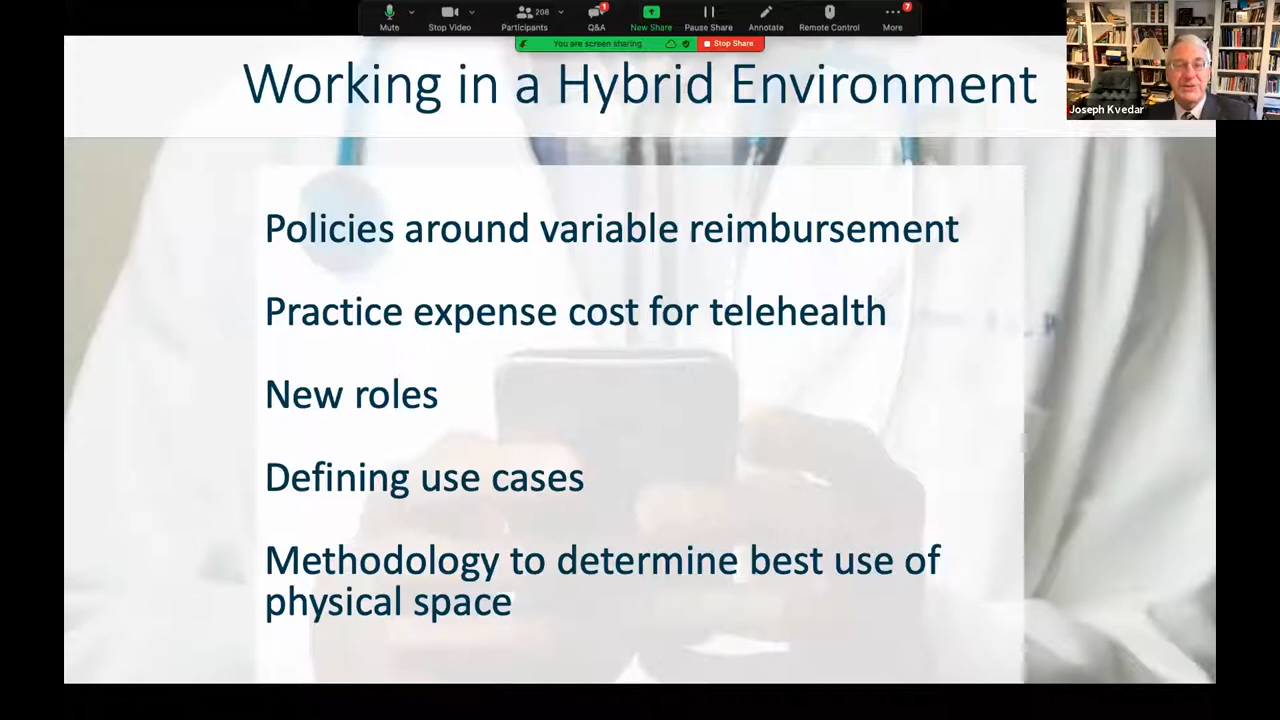 208
1
7
Mute
Stop Video
Participants
Q&A
New Share
Pause Share
Annotate
Remote Control
More
You are screen sharing
Stop Share
Working in a Hybrid Environment
Joseph Kvedar
Policies around variable reimbursement
Practice expense cost for telehealth
New roles
Defining use cases
Methodology to determine best use of
physical space